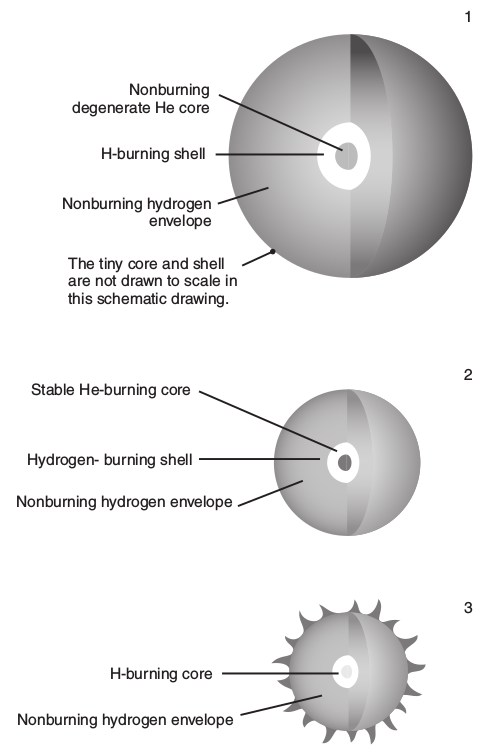 1
Nonburning
degenerate He core
H-burning shell
Nonburning hydrogen
envelope
The tiny core and shell
are not drawn to scale in
this schematic drawing.
2
Stable He-burning core
Hydrogen- burning shell
Nonburning hydrogen envelope
3
H-burning core
Nonburning hydrogen envelope